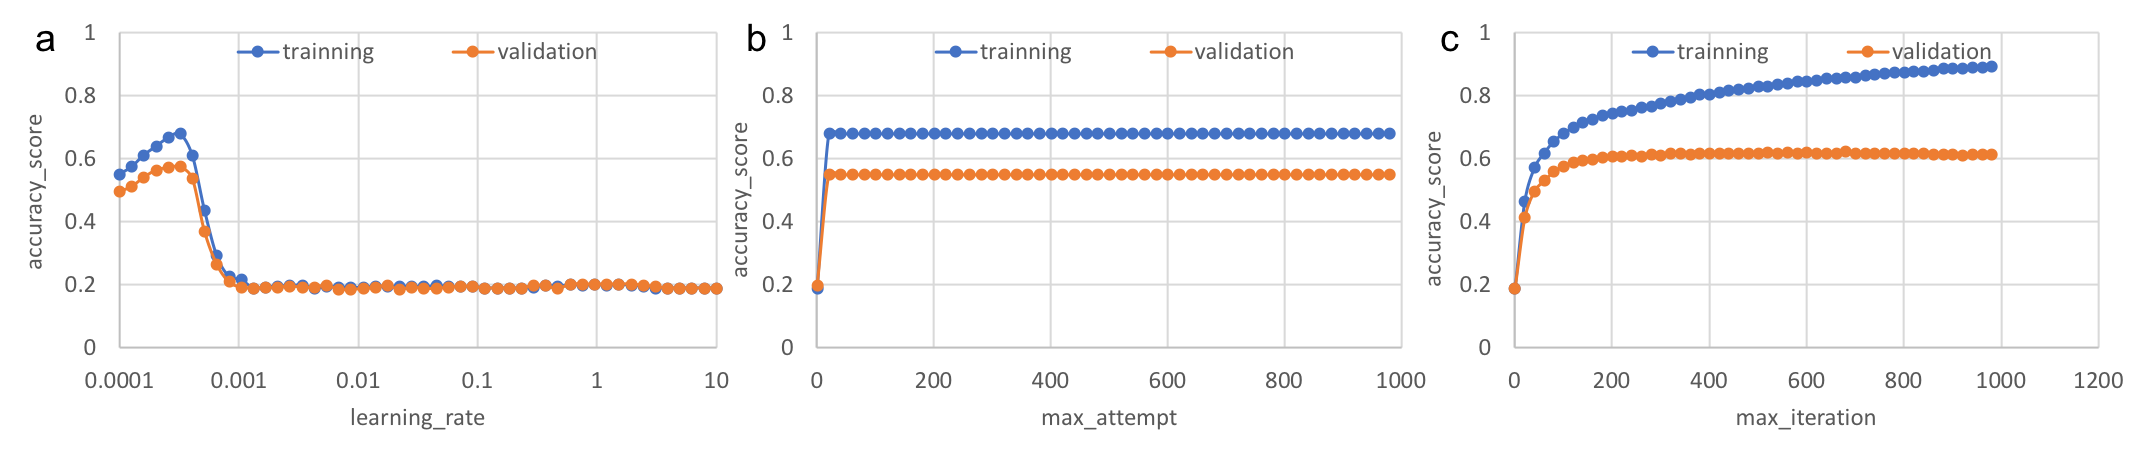 a
trainning
validation
1
0.8
0.6
0.4
0.2
0
accuracy_score
0.0001 0.001 0.01 0.1 1 10
learning_rate
b
trainning
validation
1
0.8
0.6
0.4
0.2
0
accuracy_score
0 200 400 600 800 1000
max_attempt
c
trainning
validation
1
0.8
0.6
0.4
0.2
0
accuracy_score
0 200 400 600 800 1000 1200
max_iteration